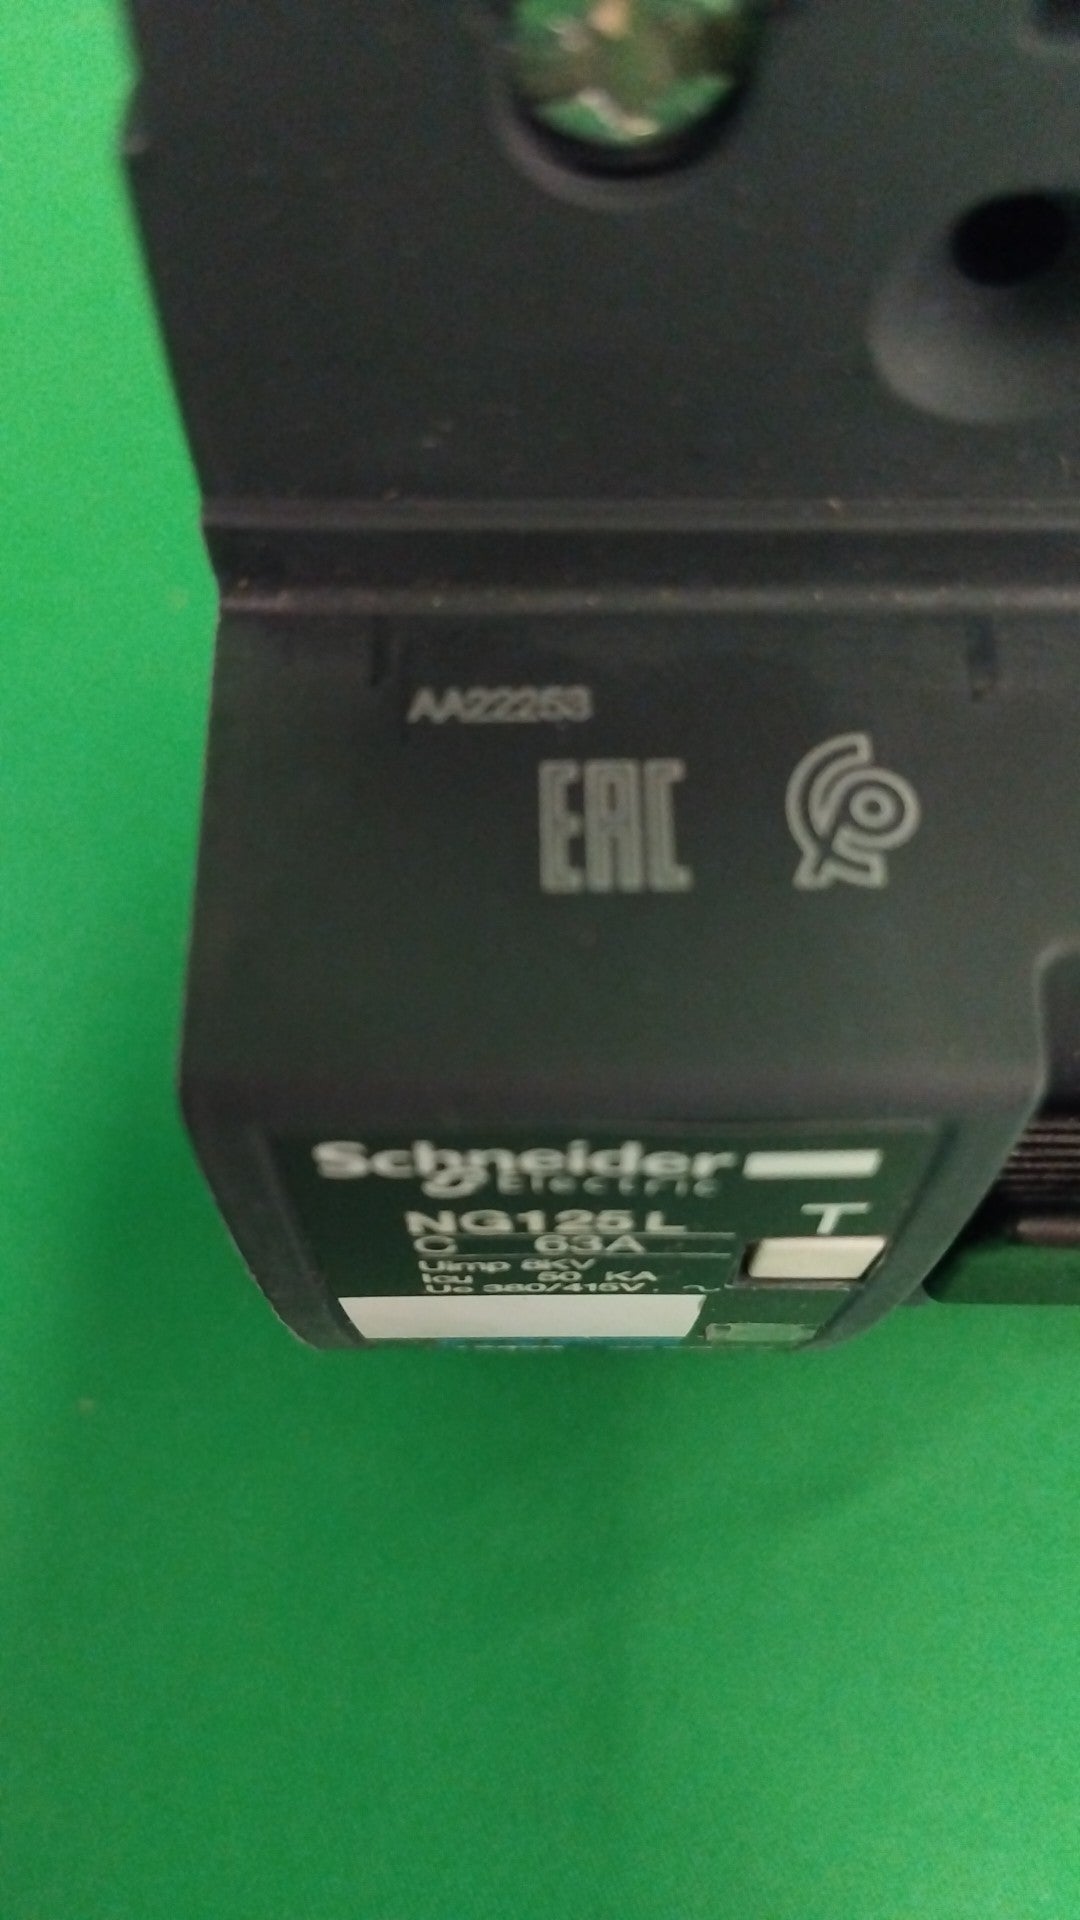 AA22253
EAC
Schneider
Electric
NG125L T
C 63A
Uimp 8KV
Icu 50 KA
Ue 380/415V ~